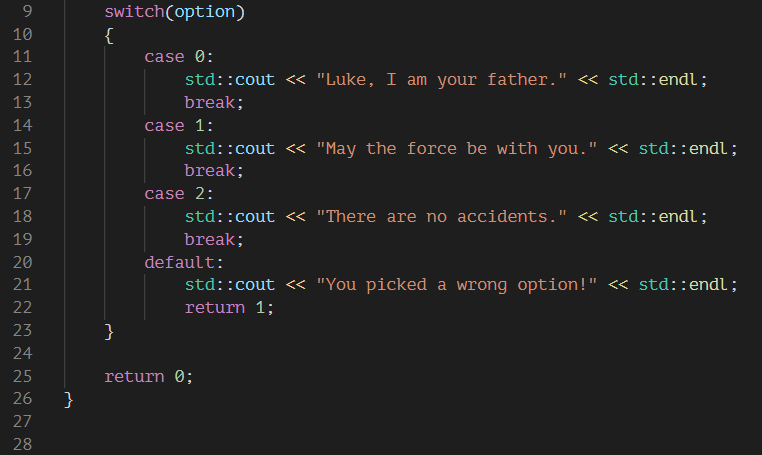 9 switch(option)
10 {
11 case 0:
12 std::cout << "Luke, I am your father." << std::endl;
13 break;
14 case 1:
15 std::cout << "May the force be with you." << std::endl;
16 break;
17 case 2:
18 std::cout << "There are no accidents." << std::endl;
19 break;
20 default:
21 std::cout << "You picked a wrong option!" << std::endl;
22 return 1;
23 }
24
25 return 0;
26 }
27
28